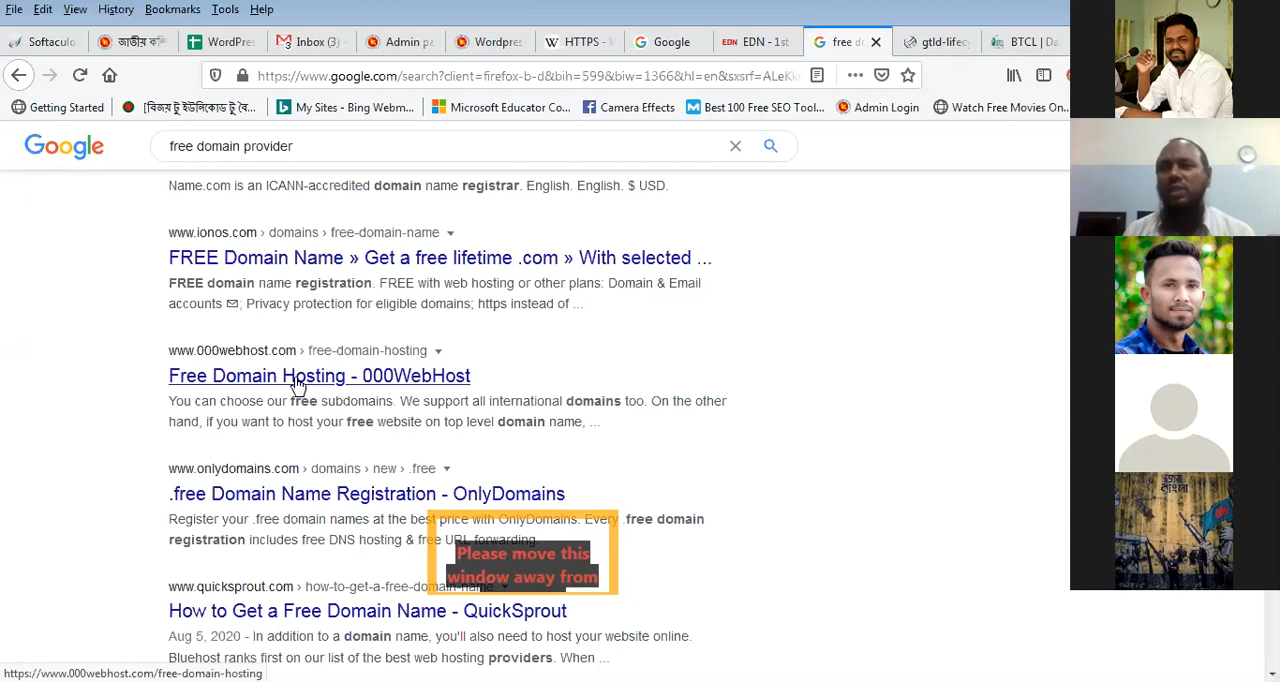 File Edit View History Bookmarks Tools Help
Softaculo জাতীয় কবি WordPres Inbox (3) Admin pa Wordpres HTTPS - Google EDN EDN - 1st free do gtld-lifecy BTCL | Da
https://www.google.com/search?client=firefox-b-d&bih=599&biw=1366&hl=en&sxsrf=ALeKk
Getting Started [বিজয় টু ইউনিকোড টু বৈ... My Sites - Bing Webm... Microsoft Educator Co... Camera Effects Best 100 Free SEO Tool... Admin Login Watch Free Movies On...
Google free domain provider
Name.com is an ICANN-accredited domain name registrar. English. English. $ USD.
www.ionos.com › domains › free-domain-name
FREE Domain Name » Get a free lifetime .com » With selected ...
FREE domain name registration. FREE with web hosting or other plans: Domain & Email
accounts ; Privacy protection for eligible domains; https instead of ...
www.000webhost.com › free-domain-hosting
Free Domain Hosting - 000WebHost
You can choose our free subdomains. We support all international domains too. On the other
hand, if you want to host your free website on top level domain name, ...
www.onlydomains.com › domains › new › .free
.free Domain Name Registration - OnlyDomains
Register your .free domain names at the best price with OnlyDomains. Every .free domain
registration includes free DNS hosting & free URL forwarding.
Please move this
window away from
www.quicksprout.com › how-to-get-a-free-domain-name
How to Get a Free Domain Name - QuickSprout
Aug 5, 2020 - In addition to a domain name, you'll also need to host your website online.
Bluehost ranks first on our list of the best web hosting providers. When ...
https://www.000webhost.com/free-domain-hosting
জয়
বাংলা